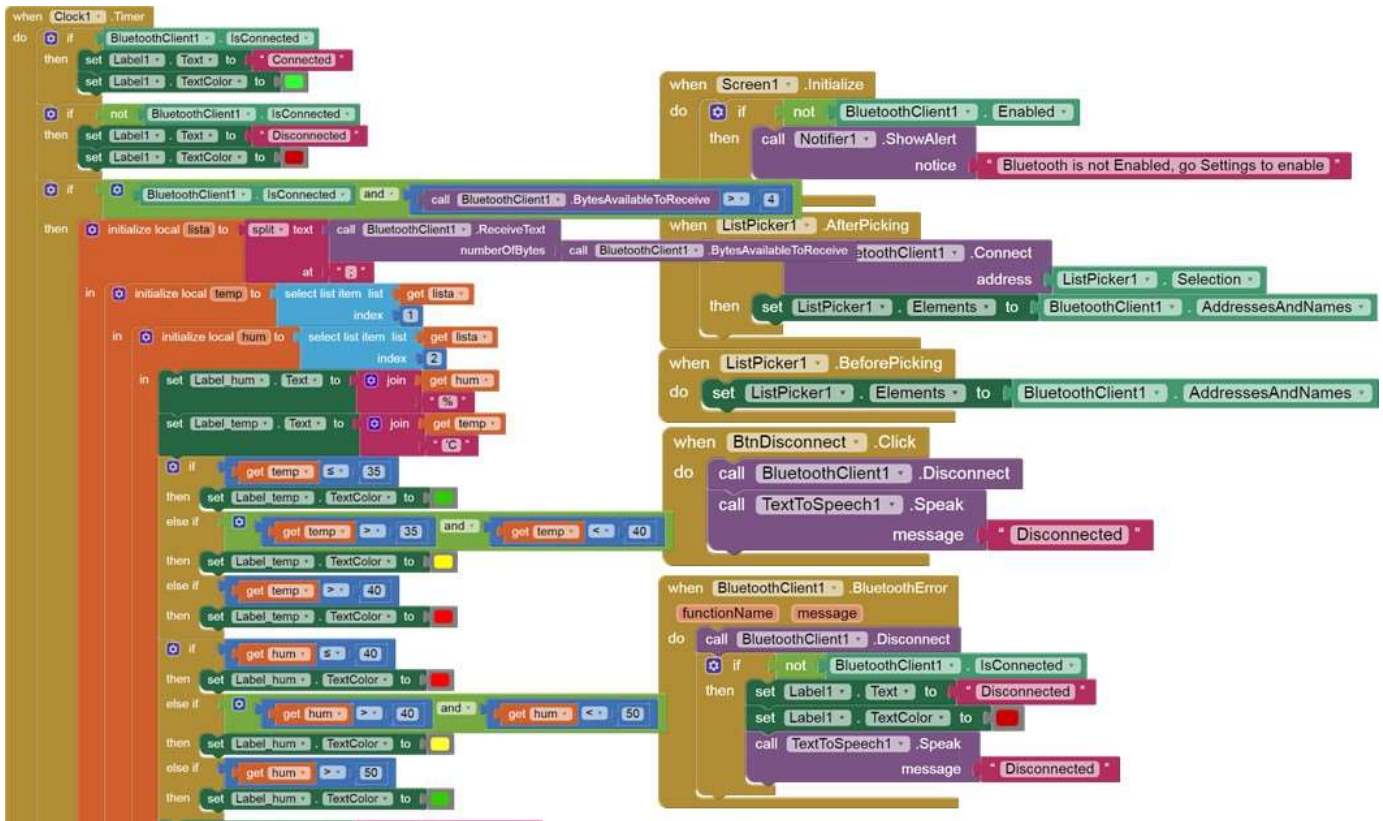 when Clock1 .Timer
do if BluetoothClient1 . IsConnected
then set Label1 . Text to " Connected "
set Label1 . TextColor to
if not BluetoothClient1 . IsConnected
then set Label1 . Text to " Disconnected "
set Label1 . TextColor to
if BluetoothClient1 . IsConnected and call BluetoothClient1 .BytesAvailableToReceive > 4
then initialize local lista to split text call BluetoothClient1 .ReceiveText
numberOfBytes call BluetoothClient1 .BytesAvailableToReceive
at
in initialize local temp to select list item list get lista
index 1
in initialize local hum to select list item list get lista
index 2
in set Label_hum . Text to join get hum
" % "
set Label_temp . Text to join get temp
" 'C "
if get temp ≤ 35
then set Label_temp . TextColor to
else if get temp > 35 and get temp < 40
then set Label_temp . TextColor to
else if get temp > 40
then set Label_temp . TextColor to
if get hum ≤ 40
then set Label_hum . TextColor to
else if get hum > 40 and get hum < 50
then set Label_hum . TextColor to
else if get hum > 50
then set Label_hum . TextColor to
when Screen1 .Initialize
do if not BluetoothClient1 . Enabled
then call Notifier1 .ShowAlert
notice " Bluetooth is not Enabled, go Settings to enable "
when ListPicker1 .AfterPicking
etoothClient1 .Connect
address ListPicker1 . Selection
then set ListPicker1 . Elements to BluetoothClient1 . AddressesAndNames
when ListPicker1 .BeforePicking
do set ListPicker1 . Elements to BluetoothClient1 . AddressesAndNames
when BtnDisconnect .Click
do call BluetoothClient1 .Disconnect
call TextToSpeech1 .Speak
message " Disconnected "
when BluetoothClient1 .BluetoothError
functionName message
do call BluetoothClient1 .Disconnect
if not BluetoothClient1 . IsConnected
then set Label1 . Text to " Disconnected "
set Label1 . TextColor to
call TextToSpeech1 .Speak
message " Disconnected "